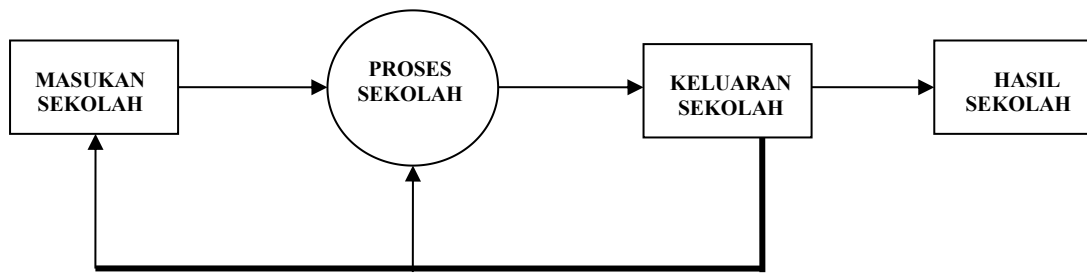 MASUKAN
SEKOLAH
PROSES
SEKOLAH
KELUARAN
SEKOLAH
HASIL
SEKOLAH